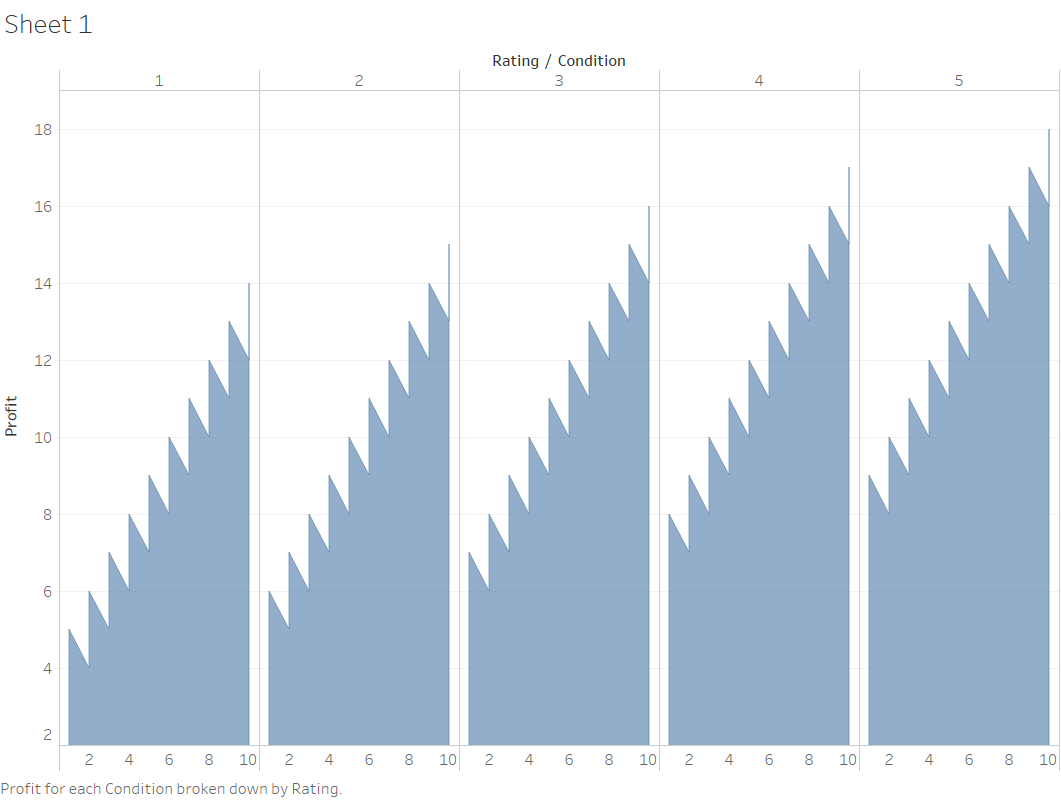 Sheet 1
Rating / Condition
1 2 3 4 5
18
16
14
12
10
8
6
4
2
Profit
2 4 6 8 10 2 4 6 8 10 2 4 6 8 10 2 4 6 8 10 2 4 6 8 10
Profit for each Condition broken down by Rating.